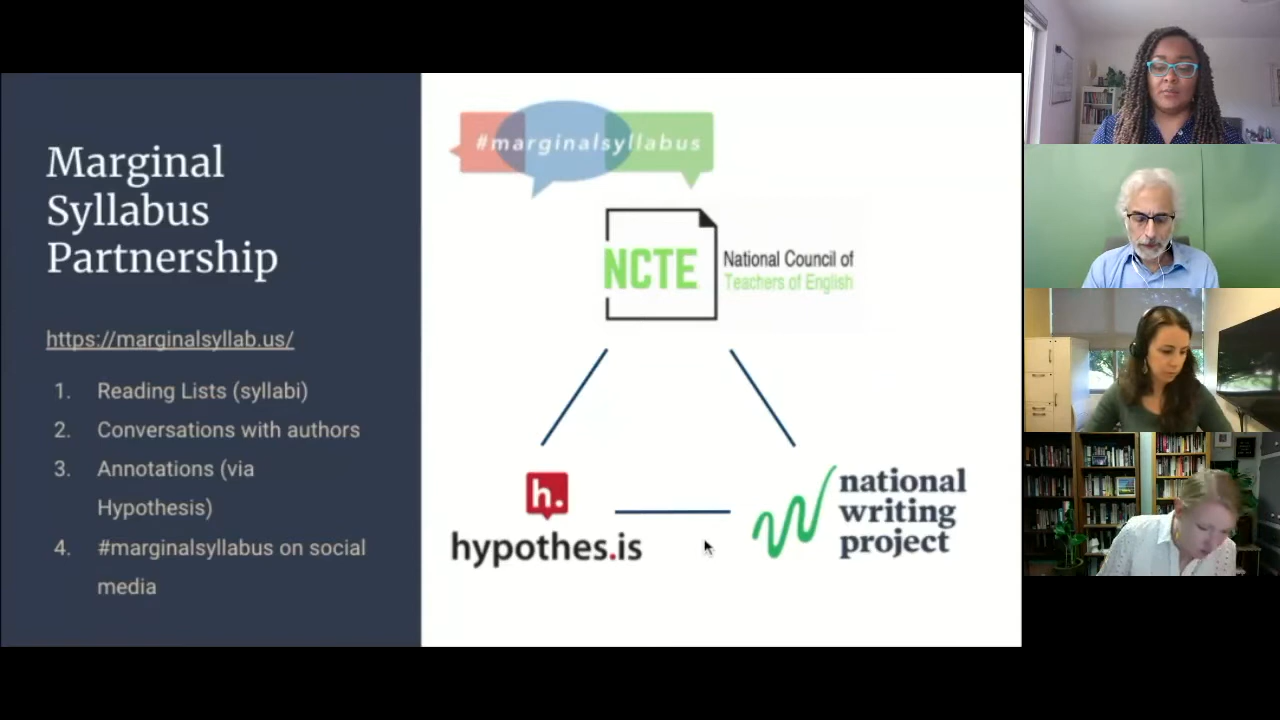 Marginal
Syllabus
Partnership
https://marginalsyllab.us/
1. Reading Lists (syllabi)
2. Conversations with authors
3. Annotations (via
Hypothesis)
4. #marginalsyllabus on social
media
#marginalsyllabus
NCTE
National Council of
Teachers of English
h.
hypothes.is
national
writing
project